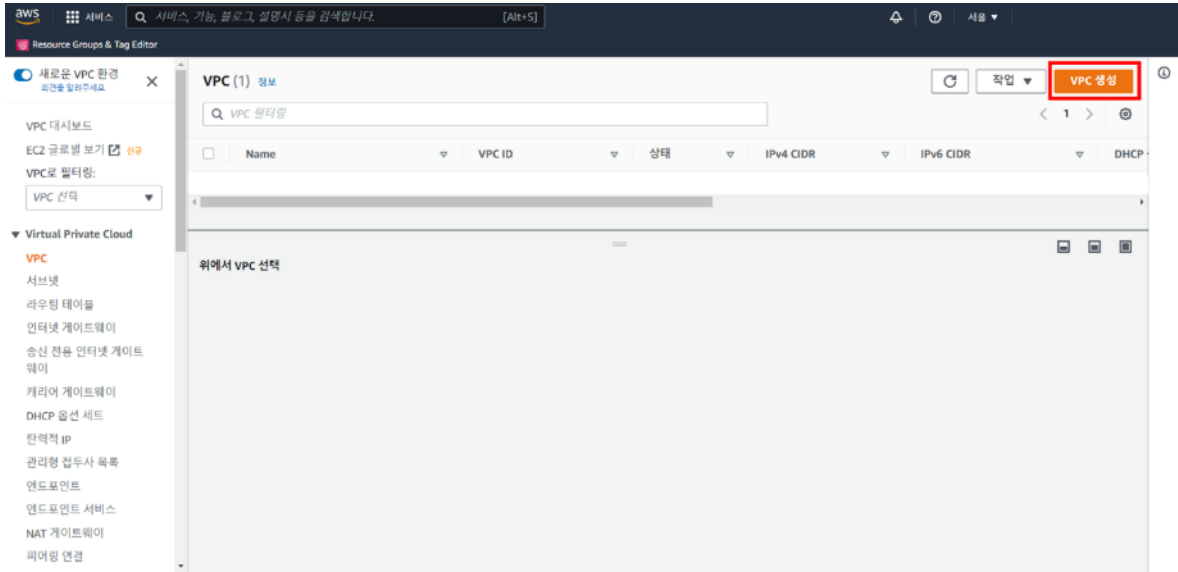 aws 서비스 서비스, 기능, 블로그, 설명서 등을 검색합니다. [Alt+S] 서울 ▼
Resource Groups & Tag Editor
새로운 VPC 환경
의견을 알려주세요.
VPC 대시보드
EC2 글로벌 보기 신규
VPC로 필터링:
VPC 선택
Virtual Private Cloud
VPC
서브넷
라우팅 테이블
인터넷 게이트웨이
송신 전용 인터넷 게이트
웨이
캐리어 게이트웨이
DHCP 옵션 세트
탄력적 IP
관리형 접두사 목록
엔드포인트
엔드포인트 서비스
NAT 게이트웨이
피어링 연결
VPC (1) 정보
작업 ▼ VPC 생성
VPC 필터링
< 1 >
Name VPC ID 상태 IPv4 CIDR IPv6 CIDR DHCP
위에서 VPC 선택